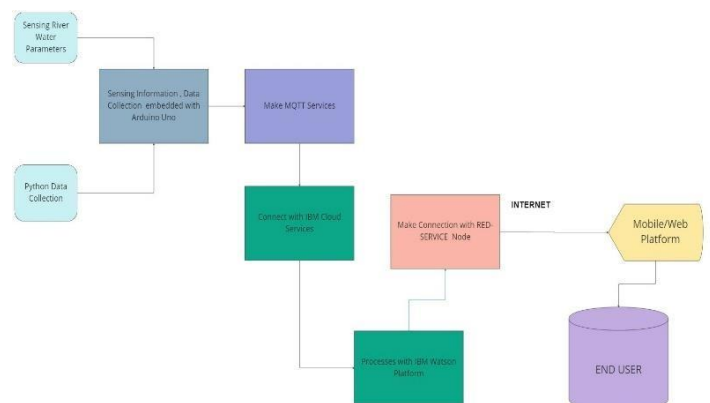 Sensing River
Water
Parameters
Sensing Information , Data
Collection embedded with
Arduino Uno
Make MQTT Services
Python Data
Collection
Connect with IBM Cloud
Services
Make Connection with RED-
SERVICE Node
INTERNET
Mobile/Web
Platform
Processes with IBM Watson
Platform
END USER